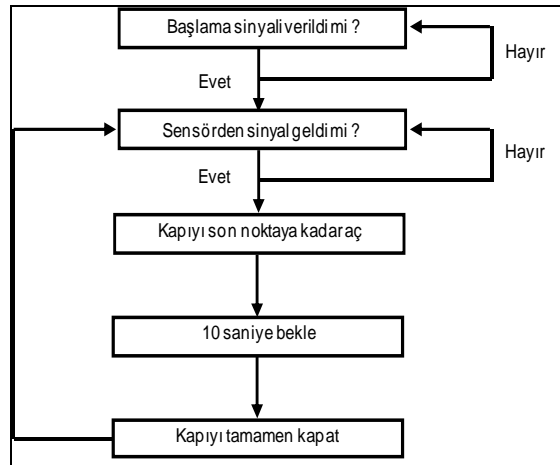 Başlama sinyali verildi mi ?
Hayır
Evet
Sensörden sinyal geldi mi ?
Hayır
Evet
Kapıyı son noktaya kadar aç
10 saniye bekle
Kapıyı tamamen kapat